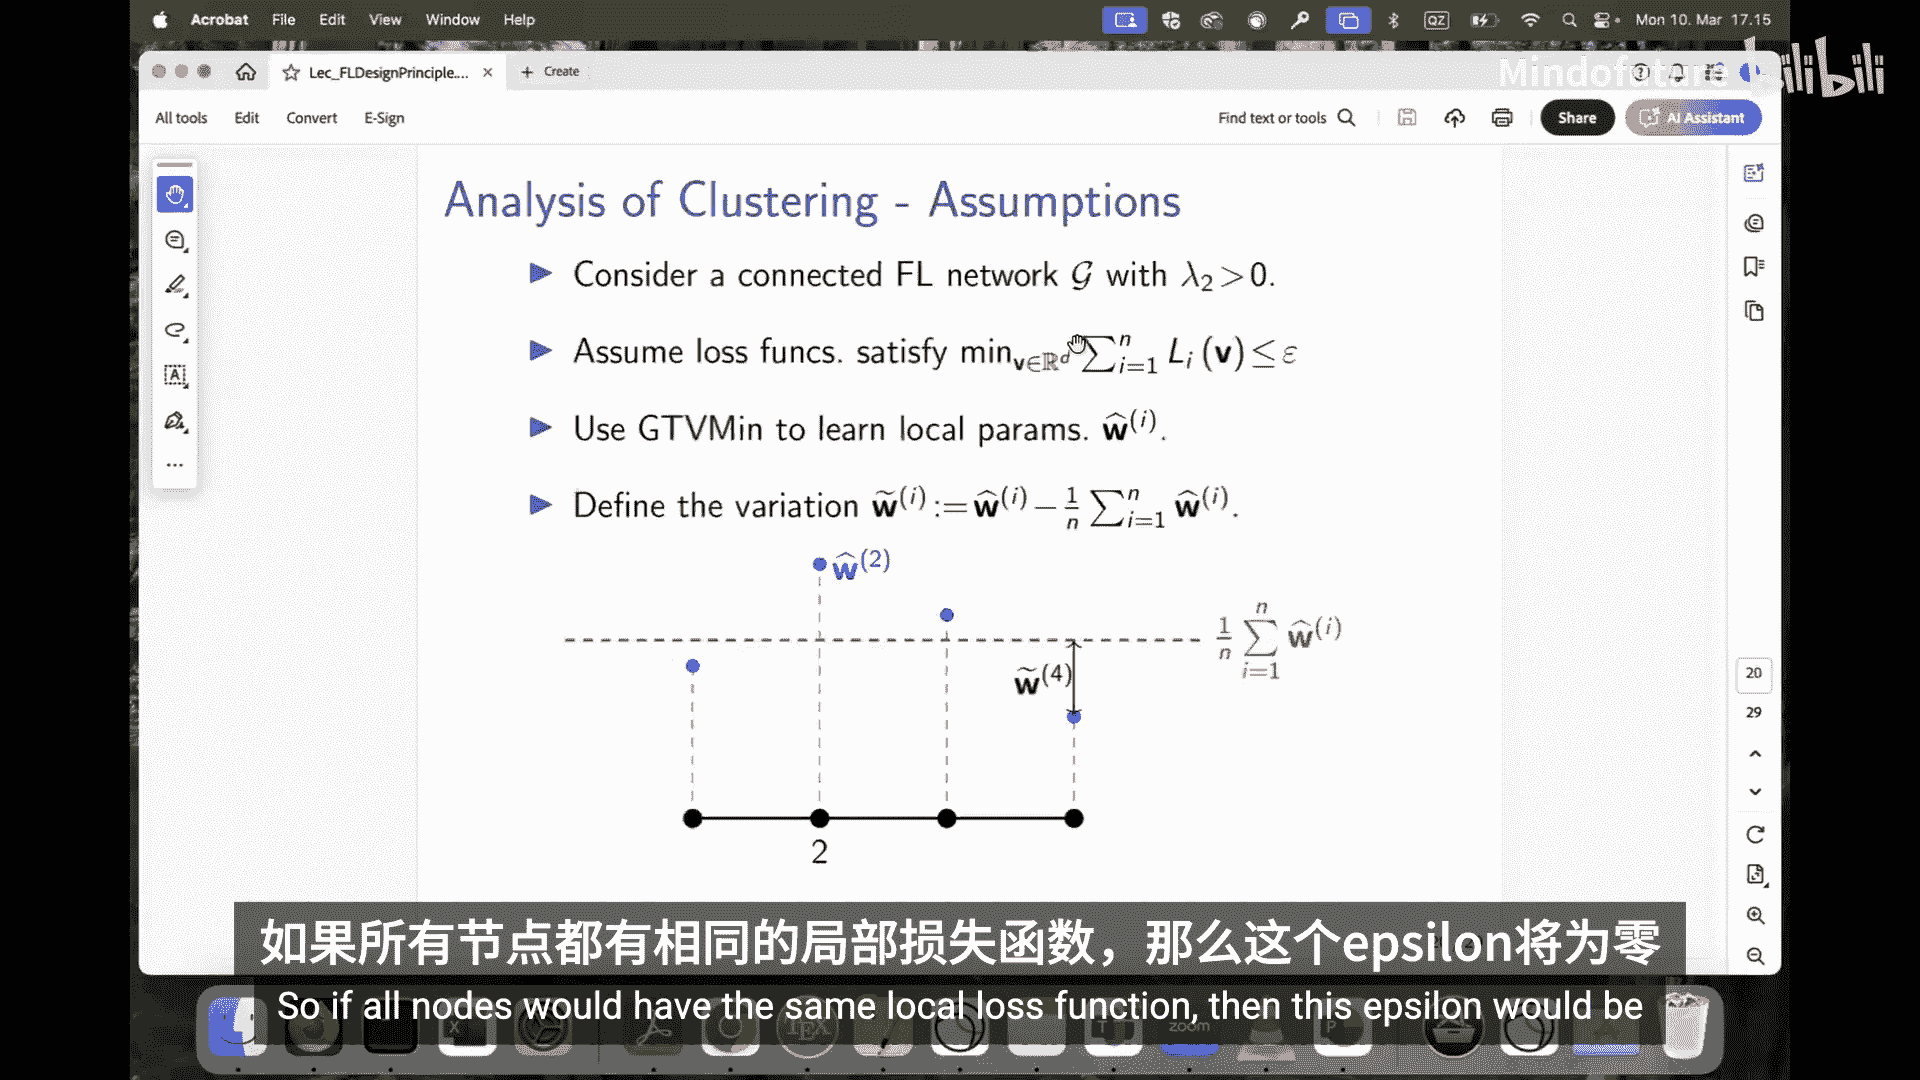 Acrobat File Edit View Window Help
QZ
Mon 10. Mar 17.15
Lec_FLDesignPrinciple....
Create
Mindofuture
bilibili
All tools Edit Convert E-Sign
Find text or tools
Share
AI Assistant
Analysis of Clustering - Assumptions
Consider a connected FL network 𝒢 with λ₂ > 0.
Assume loss funcs. satisfy min_{v∈ℝ^d} ∑_{i=1}^n L_i (v) ≤ ε
Use GTVMin to learn local params. ŵ^(i).
Define the variation w̃^(i) := ŵ^(i) − 1/n ∑_{i=1}^n ŵ^(i).
ŵ^(2)
1/n ∑_{i=1}^n ŵ^(i)
w̃^(4)
2
20
29
如果所有节点都有相同的局部损失函数，那么这个epsilon将为零
So if all nodes would have the same local loss function, then this epsilon would be
zoom